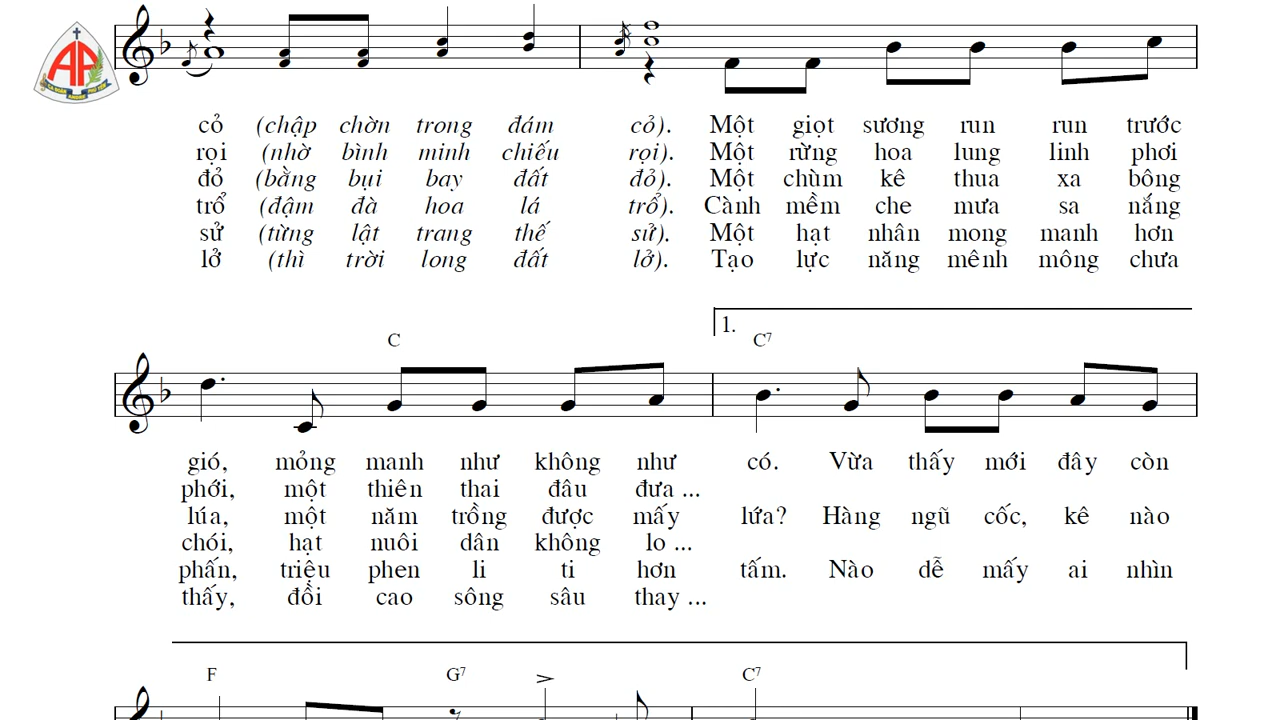 AP
cỏ (chập chờn trong đám cỏ). Một giọt sương run run trước
rọi (nhờ bình minh chiếu rọi). Một rừng hoa lung linh phơi
đỏ (bằng bụi bay đất đỏ). Một chùm kê thua xa bông
trổ (đậm đà hoa lá trổ). Cành mềm che mưa sa nắng
sử (từng lật trang thế sử). Một hạt nhân mong manh hơn
lở (thì trời long đất lở). Tạo lực năng mênh mông chưa
1.
C C7
gió, mỏng manh như không như có. Vừa thấy mới đây còn
phới, một thiên thai đâu đưa ...
lúa, một năm trồng được mấy lứa? Hàng ngũ cốc, kê nào
chói, hạt nuôi dân không lo ...
phấn, triệu phen li ti hơn tấm. Nào dễ mấy ai nhìn
thấy, đồi cao sông sâu thay ...
F G7 C7